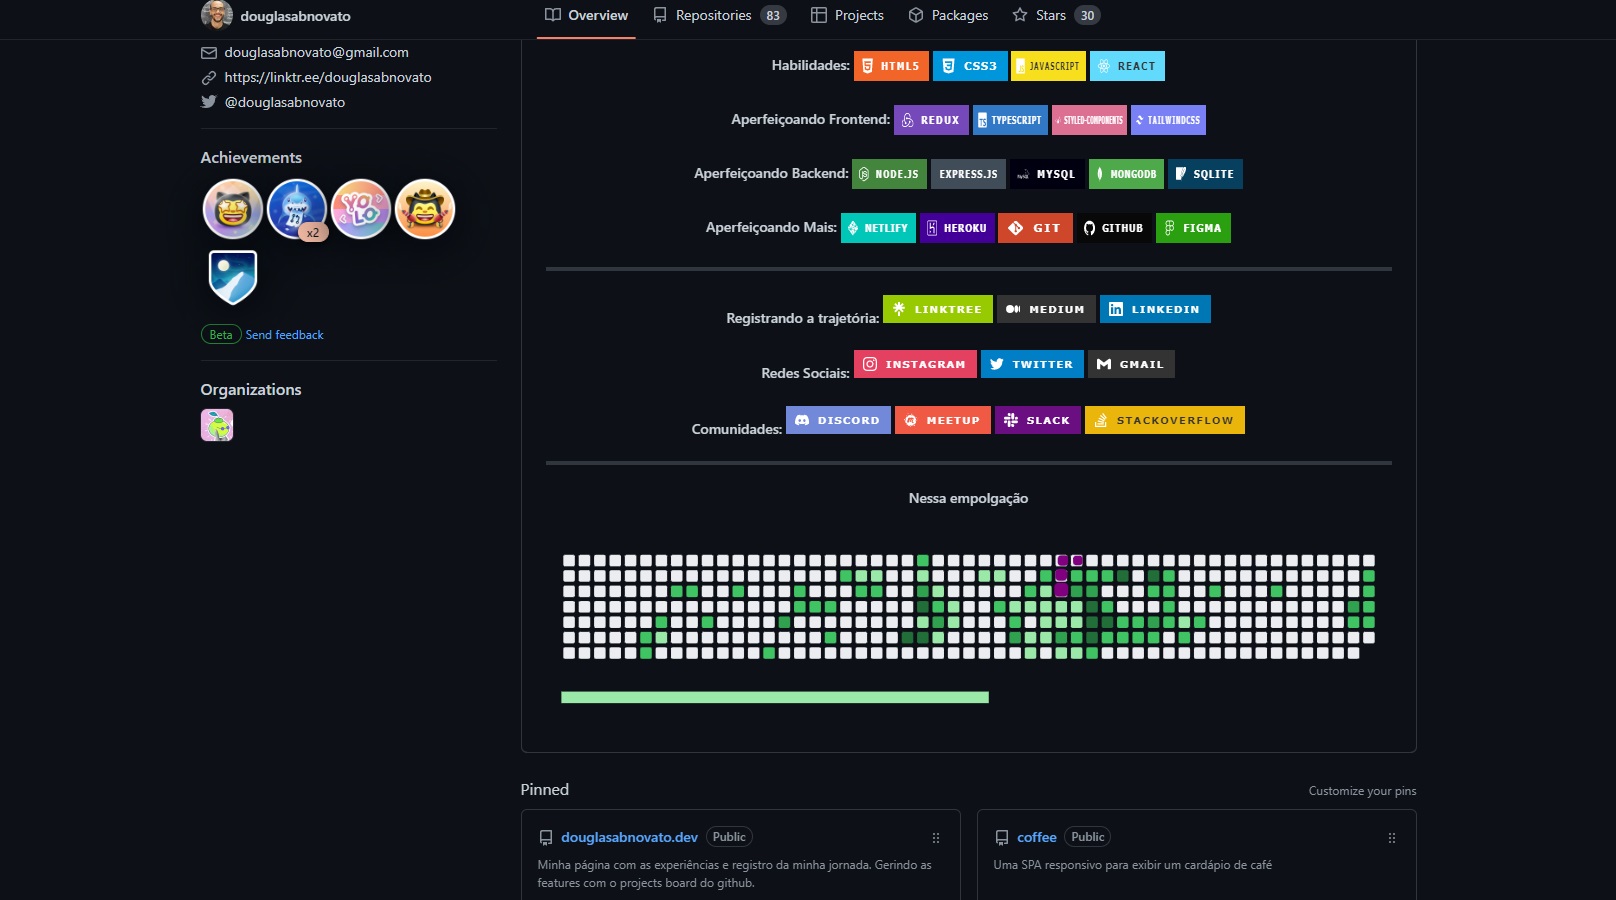 douglasabnovato
Overview
Repositories 83
Projects
Packages
Stars 30
douglasabnovato@gmail.com
https://linktr.ee/douglasabnovato
@douglasabnovato
Achievements
YOLO
x2
Beta Send feedback
Organizations
Habilidades: HTML5 CSS3 JAVASCRIPT REACT
Aperfeiçoando Frontend: REDUX TYPESCRIPT STYLED-COMPONENTS TAILWINDCSS
Aperfeiçoando Backend: NODE.JS EXPRESS.JS MYSQL MONGODB SQLITE
Aperfeiçoando Mais: NETLIFY HEROKU GIT GITHUB FIGMA
Registrando a trajetória: LINKTREE MEDIUM LINKEDIN
Redes Sociais: INSTAGRAM TWITTER GMAIL
Comunidades: DISCORD MEETUP SLACK STACKOVERFLOW
Nessa empolgação
Pinned
Customize your pins
douglasabnovato.dev Public
Minha página com as experiências e registro da minha jornada. Gerindo as
features com o projects board do github.
coffee Public
Uma SPA responsivo para exibir um cardápio de café